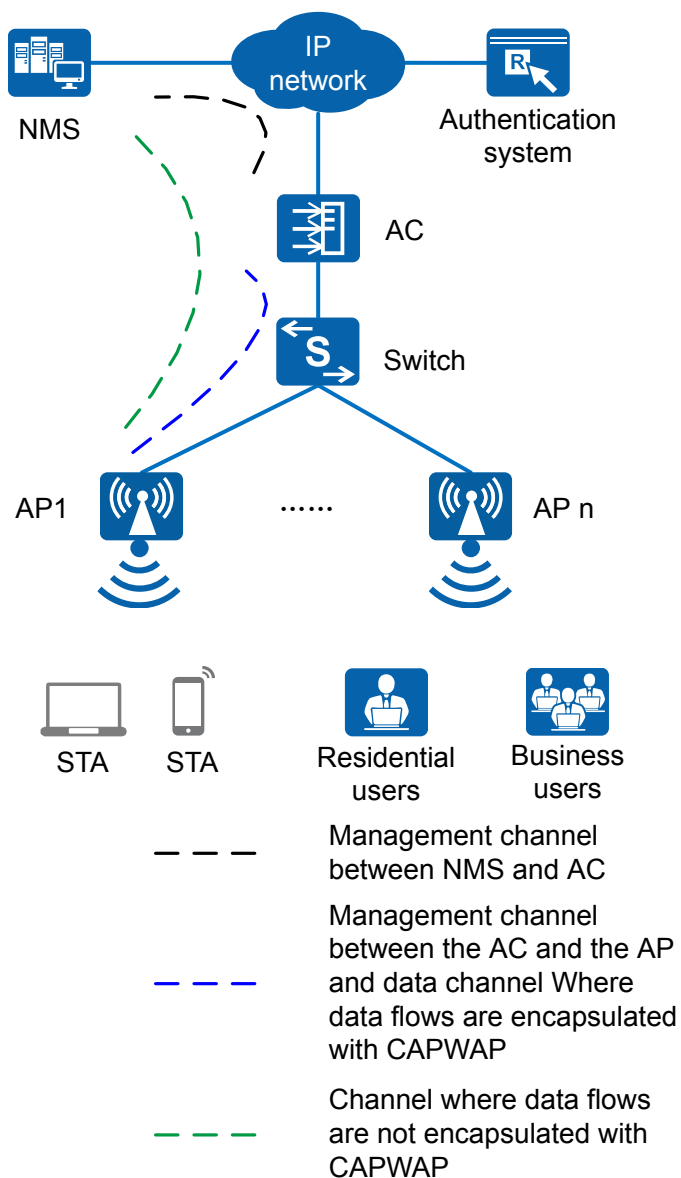 IP
network
R
NMS
Authentication
system
AC
S
Switch
AP1
......
AP n
STA
STA
Residential
users
Business
users
Management channel
between NMS and AC
Management channel
between the AC and the AP
and data channel Where
data flows are encapsulated
with CAPWAP
Channel where data flows
are not encapsulated with
CAPWAP